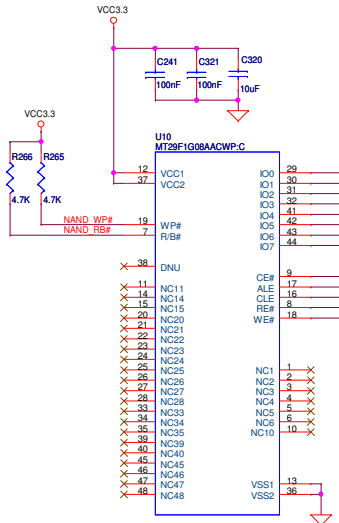 VCC3.3
C241
C321
C320
100nF
100nF
10uF
VCC3.3
U10
MT29F1G08AACWP:C
R266
R265
4.7K
4.7K
NAND_WP#
NAND_RB#
12 VCC1
37 VCC2
19 WP#
7 R/B#
38 DNU
11 NC11
14 NC14
15 NC15
20 NC20
21 NC21
22 NC22
23 NC23
24 NC24
25 NC25
26 NC26
27 NC27
28 NC28
33 NC33
34 NC34
35 NC35
39 NC39
40 NC40
45 NC45
46 NC46
47 NC47
48 NC48
IO0 29
IO1 30
IO2 31
IO3 32
IO4 41
IO5 42
IO6 43
IO7 44
CE# 9
ALE 17
CLE 16
RE# 8
WE# 18
NC1 1
NC2 2
NC3 3
NC4 4
NC5 5
NC6 6
NC10 10
VSS1 13
VSS2 36